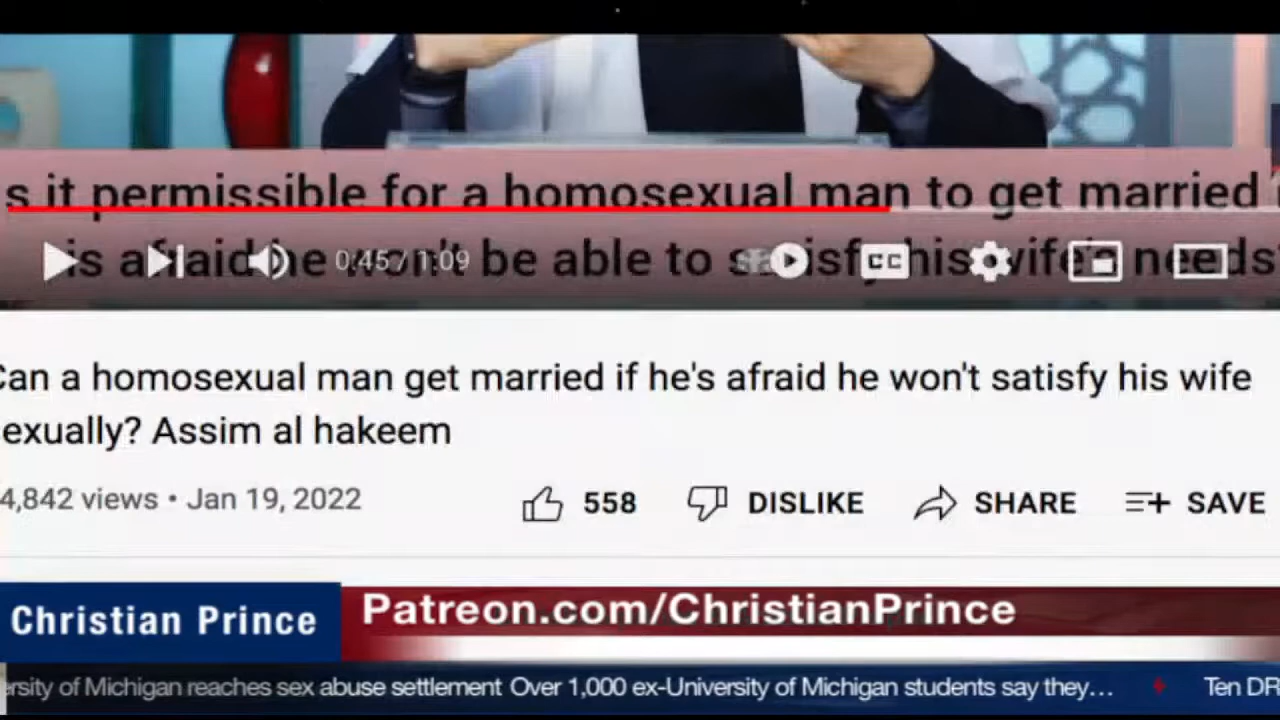 s it permissible for a homosexual man to get married
is afraid he won't be able to satisfy his wife's needs
0:45 / 1:09
CC
Can a homosexual man get married if he's afraid he won't satisfy his wife
exually? Assim al hakeem
4,842 views • Jan 19, 2022
558 DISLIKE SHARE SAVE
Christian Prince
Patreon.com/ChristianPrince
ersity of Michigan reaches sex abuse settlement Over 1,000 ex-University of Michigan students say they... Ten DR